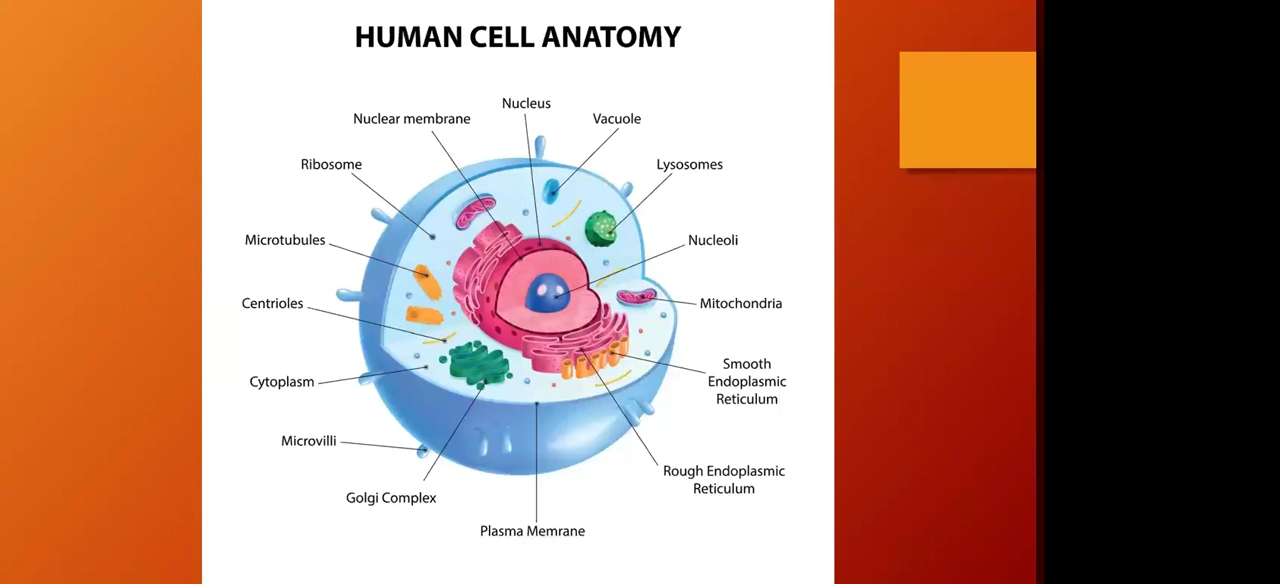 HUMAN CELL ANATOMY
Nucleus
Nuclear membrane
Vacuole
Ribosome
Lysosomes
Microtubules
Nucleoli
Centrioles
Mitochondria
Smooth
Endoplasmic
Reticulum
Cytoplasm
Microvilli
Rough Endoplasmic
Reticulum
Golgi Complex
Plasma Memrane